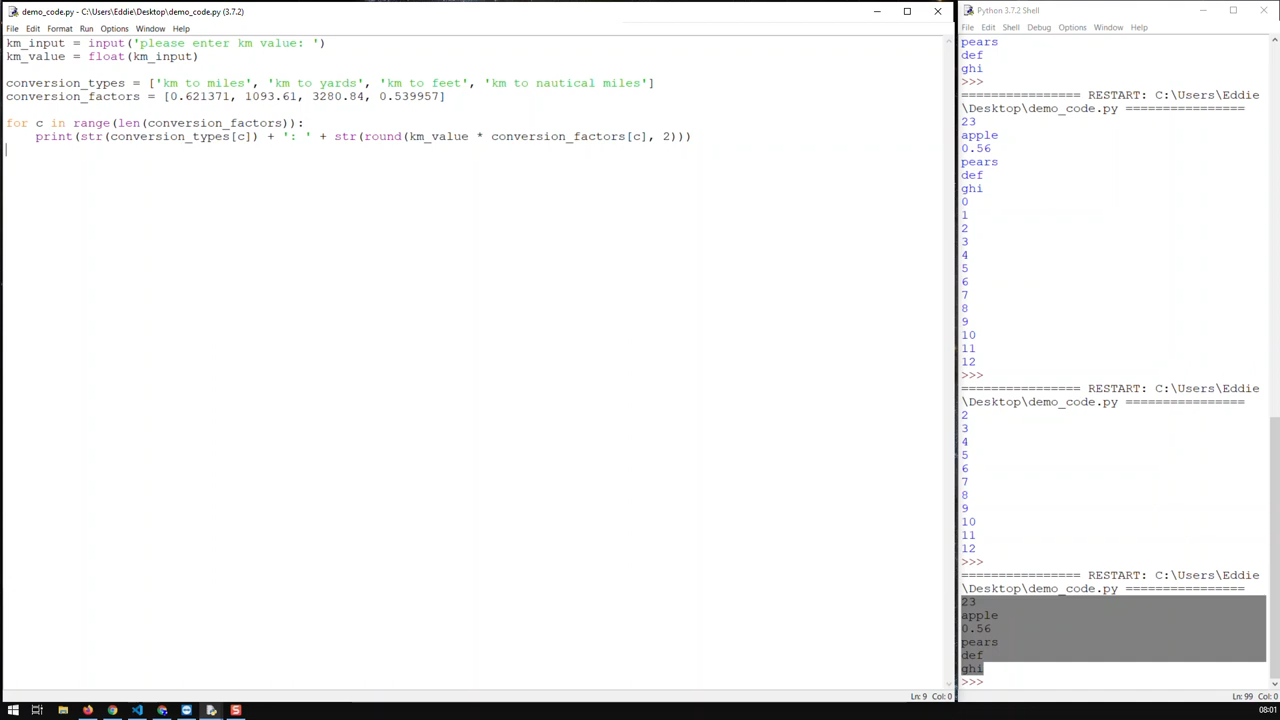 demo_code.py - C:\Users\Eddie\Desktop\demo_code.py (3.7.2)
File Edit Format Run Options Window Help
km_input = input('please enter km value: ')
km_value = float(km_input)
conversion_types = ['km to miles', 'km to yards', 'km to feet', 'km to nautical miles']
conversion_factors = [0.621371, 1093.61, 3280.84, 0.539957]
for c in range(len(conversion_factors)):
print(str(conversion_types[c]) + ': ' + str(round(km_value * conversion_factors[c], 2)))
Ln: 9 Col: 0
Python 3.7.2 Shell
File Edit Shell Debug Options Window Help
pears
def
ghi
>>>
================ RESTART: C:\Users\Eddie
\Desktop\demo_code.py ================
23
apple
0.56
pears
def
ghi
0
1
2
3
4
5
6
7
8
9
10
11
12
>>>
================ RESTART: C:\Users\Eddie
\Desktop\demo_code.py ================
2
3
4
5
6
7
8
9
10
11
12
>>>
================ RESTART: C:\Users\Eddie
\Desktop\demo_code.py ================
23
apple
0.56
pears
def
ghi
>>>
Ln: 99 Col: 0
08:01